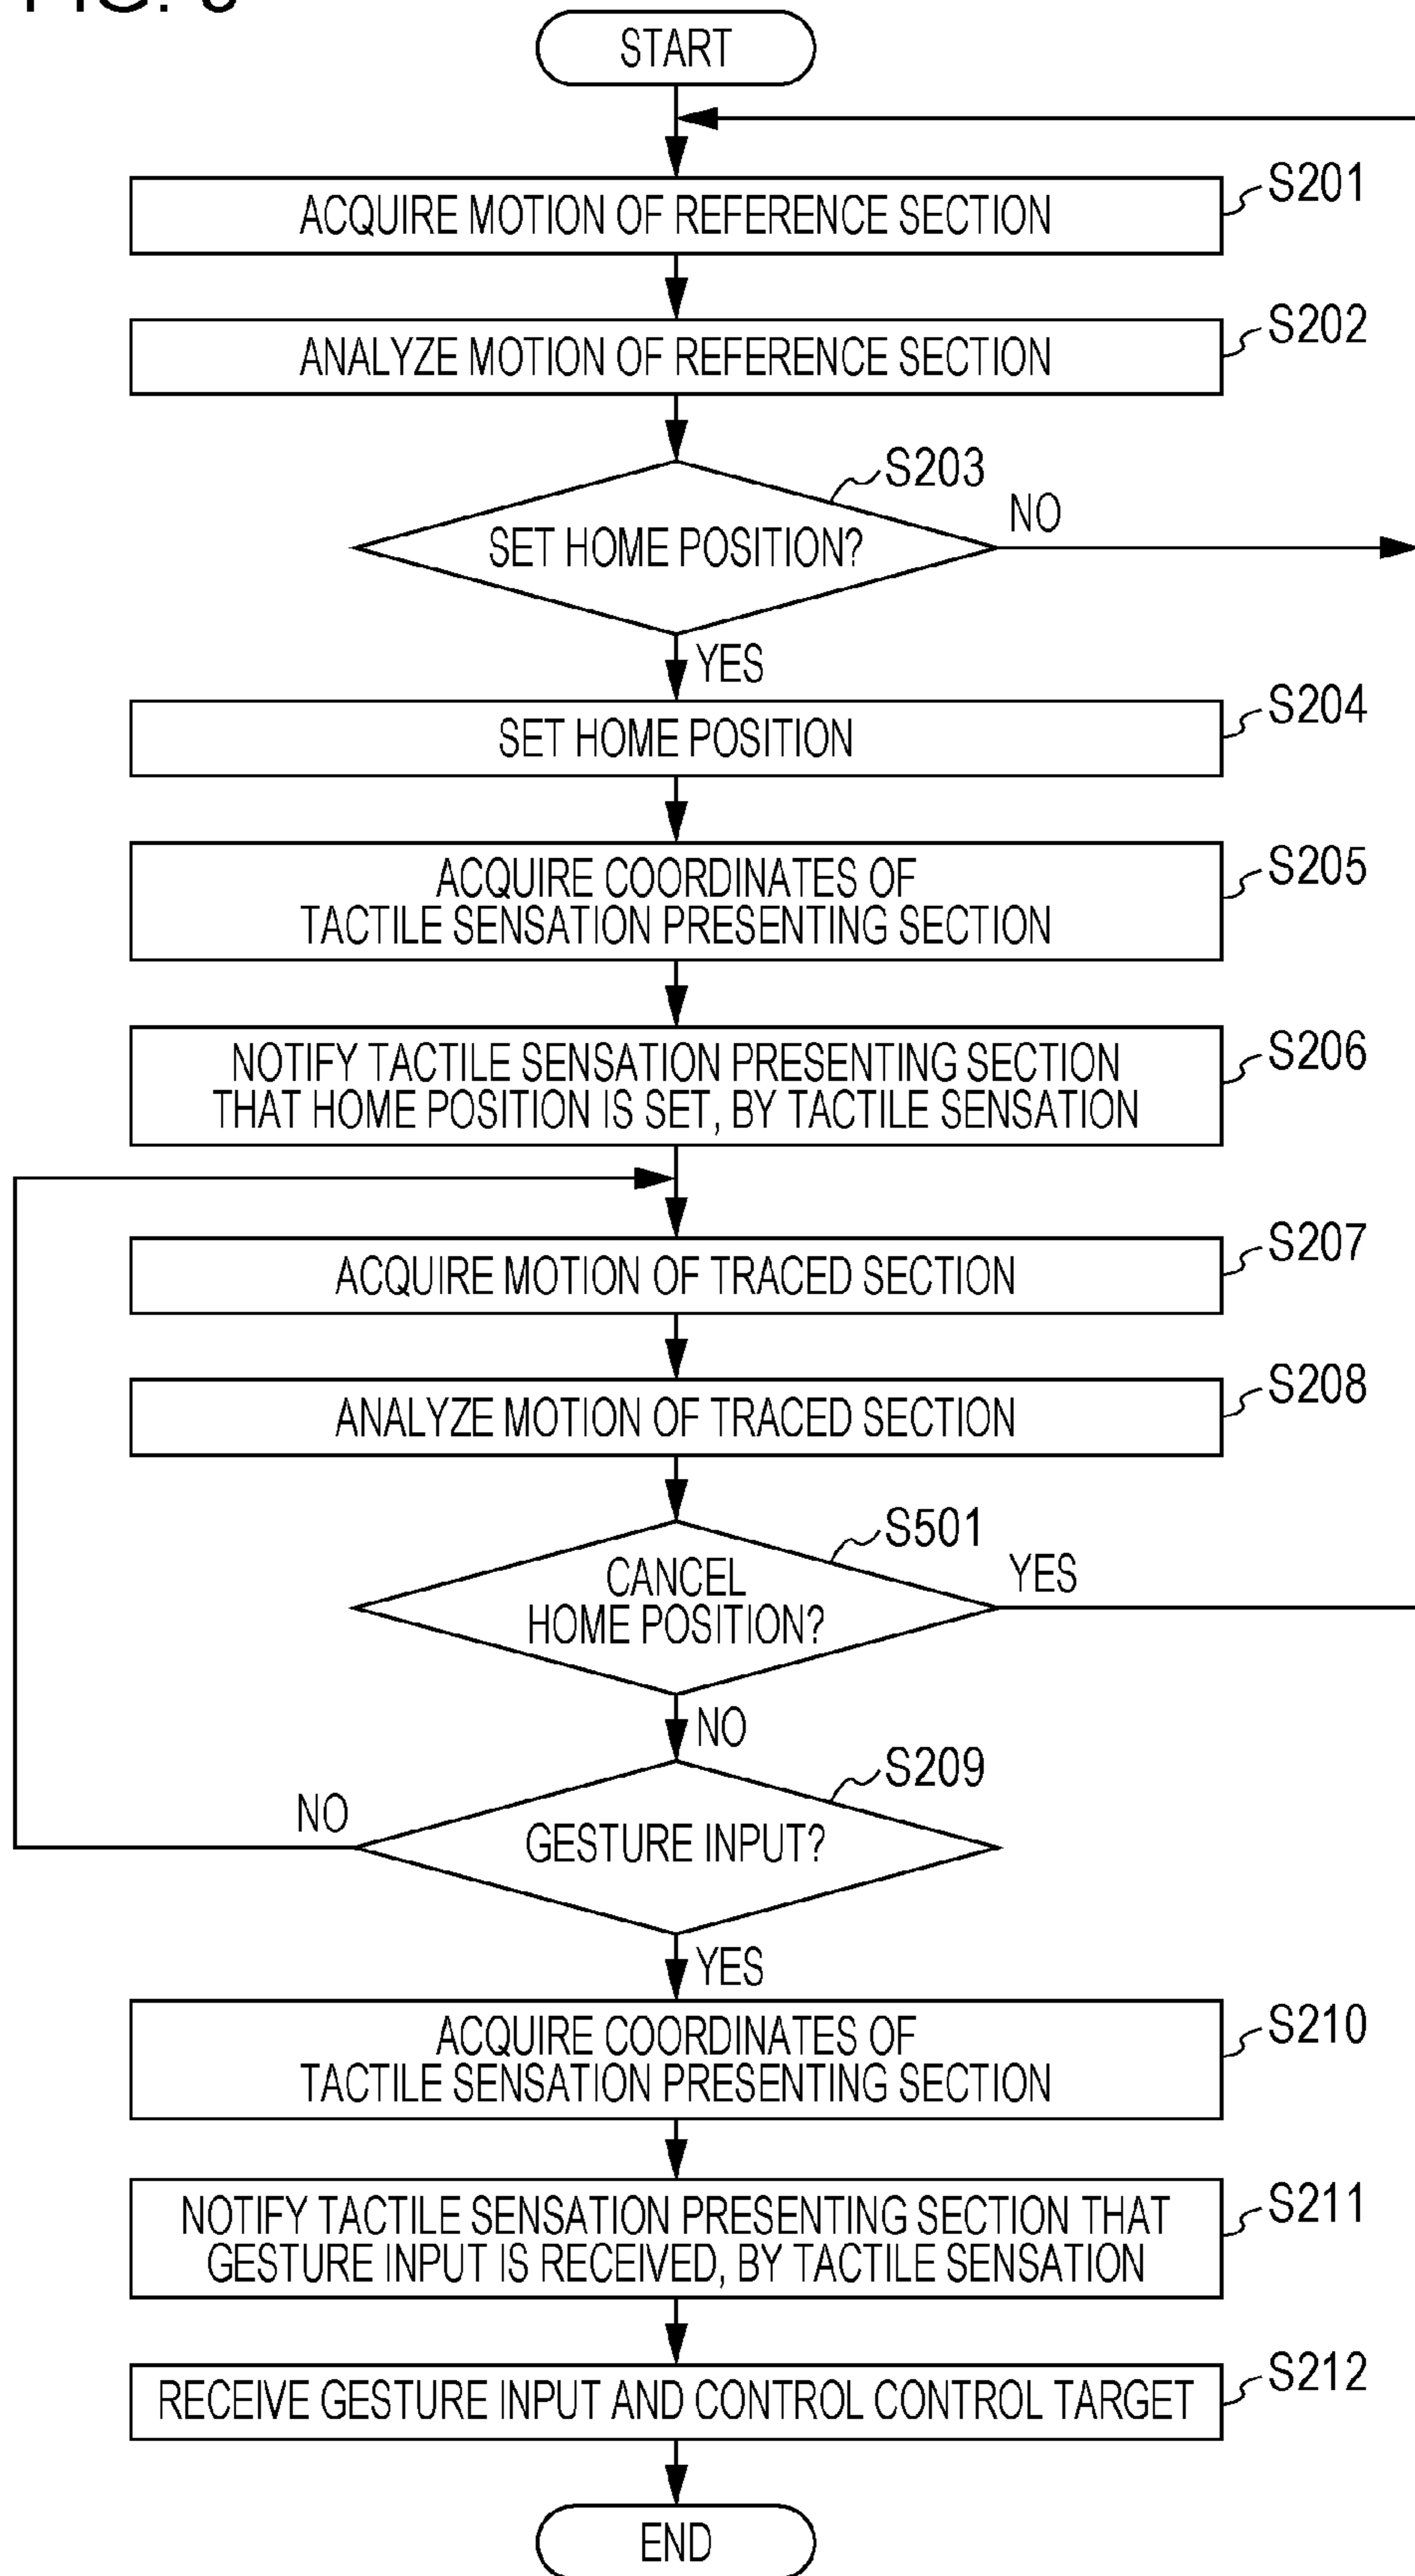 START
ACQUIRE MOTION OF REFERENCE SECTION
S201
ANALYZE MOTION OF REFERENCE SECTION
S202
S203
SET HOME POSITION?
NO
YES
SET HOME POSITION
S204
ACQUIRE COORDINATES OF
TACTILE SENSATION PRESENTING SECTION
S205
NOTIFY TACTILE SENSATION PRESENTING SECTION
THAT HOME POSITION IS SET, BY TACTILE SENSATION
S206
ACQUIRE MOTION OF TRACED SECTION
S207
ANALYZE MOTION OF TRACED SECTION
S208
S501
CANCEL
HOME POSITION?
YES
NO
S209
GESTURE INPUT?
NO
YES
ACQUIRE COORDINATES OF
TACTILE SENSATION PRESENTING SECTION
S210
NOTIFY TACTILE SENSATION PRESENTING SECTION THAT
GESTURE INPUT IS RECEIVED, BY TACTILE SENSATION
S211
RECEIVE GESTURE INPUT AND CONTROL CONTROL TARGET
S212
END